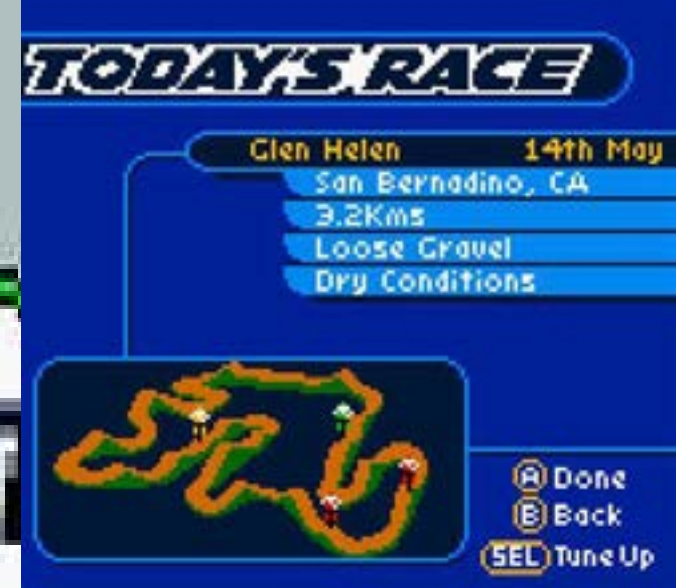 TODAY'S RACE
Glen Helen 14th May
San Bernadino, CA
3.2Kms
Loose Gravel
Dry Conditions
A Done
B Back
SEL Tune Up